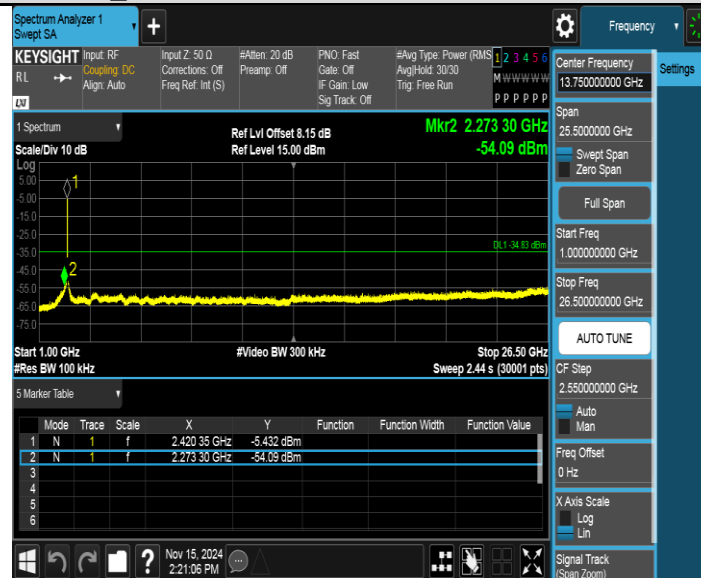 Spectrum Analyzer 1
Swept SA
+
Frequency
KEYSIGHT
RL
LXI
Input: RF
Coupling: DC
Align: Auto
Input Z: 50 Ω
Corrections: Off
Freq Ref: Int (S)
#Atten: 20 dB
Preamp: Off
PNO: Fast
Gate: Off
IF Gain: Low
Sig Track: Off
#Avg Type: Power (RMS
Avg|Hold: 30/30
Trig: Free Run
1 2 3 4 5 6
M W W W W W
P P P P P P
1 Spectrum
Scale/Div 10 dB
Ref Lvl Offset 8.15 dB
Ref Level 15.00 dBm
Mkr2 2.273 30 GHz
-54.09 dBm
Log
5.00
-5.00
-15.0
-25.0
-35.0
-45.0
-55.0
-65.0
-75.0
1
2
DL1 -34.83 dBm
Start 1.00 GHz
#Res BW 100 kHz
#Video BW 300 kHz
Stop 26.50 GHz
Sweep 2.44 s (30001 pts)
5 Marker Table
Mode Trace Scale X Y Function Function Width Function Value
1 N 1 f 2.420 35 GHz -5.432 dBm
2 N 1 f 2.273 30 GHz -54.09 dBm
3
4
5
6
Nov 15, 2024
2:21:06 PM
Center Frequency
13.750000000 GHz
Settings
Span
25.5000000 GHz
Swept Span
Zero Span
Full Span
Start Freq
1.000000000 GHz
Stop Freq
26.500000000 GHz
AUTO TUNE
CF Step
2.550000000 GHz
Auto
Man
Freq Offset
0 Hz
X Axis Scale
Log
Lin
Signal Track
(Span Zoom)